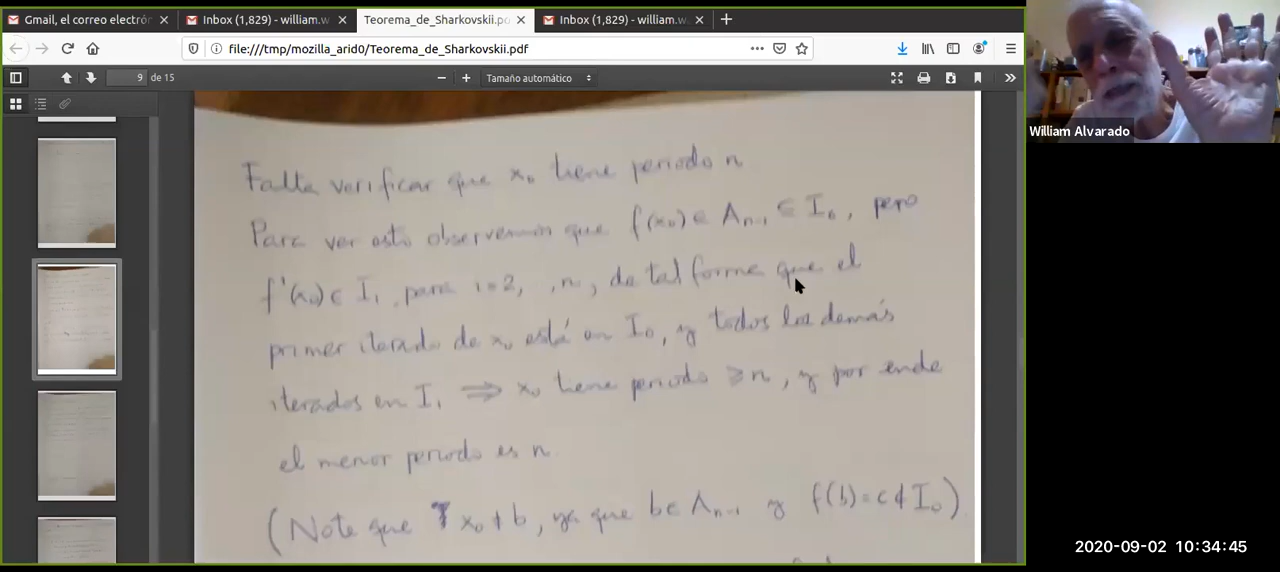 Gmail, el correo electrón
Inbox (1,829) - william.w
Teorema_de_Sharkovskii.pd
Inbox (1,829) - william.w
file:///tmp/mozilla_arid0/Teorema_de_Sharkovskii.pdf
9 de 15
Tamaño automático
William Alvarado
Falta verificar que x₀ tiene periodo n
Para ver esto observemos que f(x₀) ∈ Aₙ₋₁ ⊆ I₀, pero
fⁱ(x₀) ∈ I₁ para i=2, ,n, de tal forma que el
primer iterado de x₀ está en I₀, y todos los demás
iterados en I₁ ⟹ x₀ tiene periodo ≥n, y por ende
el menor periodo es n
(Note que x₀ ≠ b, ya que b∈ Aₙ₋₁ y f(b)=c ∉ I₀)
2020-09-02 10:34:45